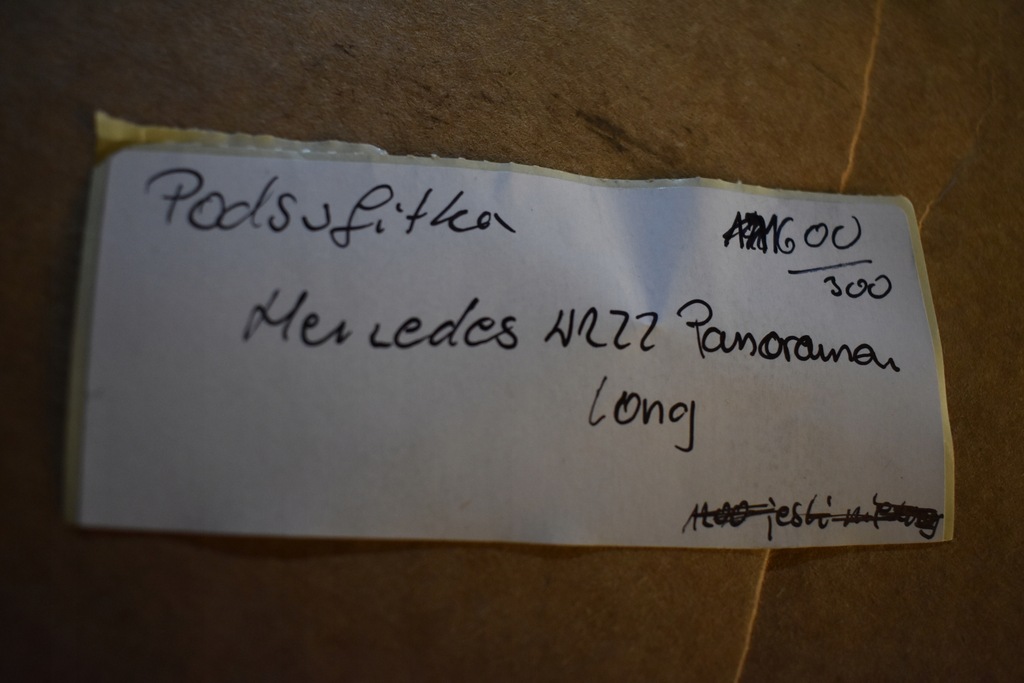 Podsufitka
600
300
Mercedes W222 Panorama
long
jest